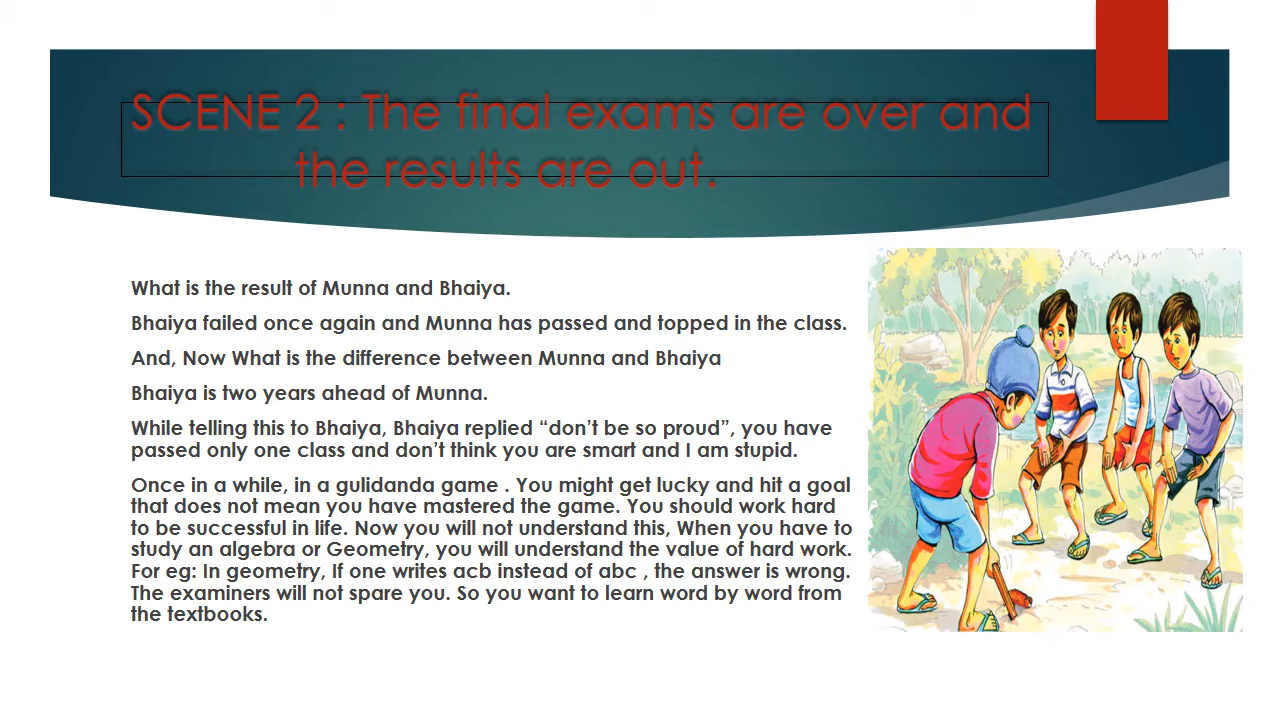 SCENE 2 : The final exams are over and
the results are out.
What is the result of Munna and Bhaiya.
Bhaiya failed once again and Munna has passed and topped in the class.
And, Now What is the difference between Munna and Bhaiya
Bhaiya is two years ahead of Munna.
While telling this to Bhaiya, Bhaiya replied “don’t be so proud”, you have
passed only one class and don’t think you are smart and I am stupid.
Once in a while, in a gulidanda game . You might get lucky and hit a goal
that does not mean you have mastered the game. You should work hard
to be successful in life. Now you will not understand this, When you have to
study an algebra or Geometry, you will understand the value of hard work.
For eg: In geometry, If one writes acb instead of abc , the answer is wrong.
The examiners will not spare you. So you want to learn word by word from
the textbooks.